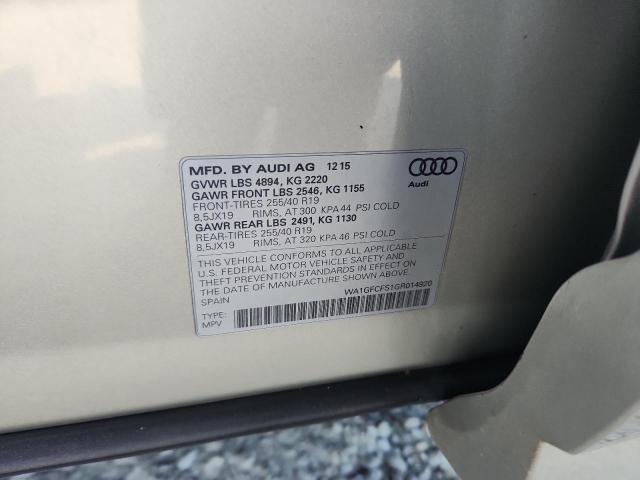 MFD. BY AUDI AG 12 15
GVWR LBS 4894, KG 2220
GAWR FRONT LBS 2546, KG 1155
FRONT-TIRES 255/40 R19
8,5JX19 RIMS, AT 300 KPA 44 PSI COLD
GAWR REAR LBS 2491, KG 1130
REAR-TIRES 255/40 R19
8,5JX19 RIMS, AT 320 KPA 46 PSI COLD
THIS VEHICLE CONFORMS TO ALL APPLICABLE
U.S. FEDERAL MOTOR VEHICLE SAFETY AND
THEFT PREVENTION STANDARDS IN EFFECT ON
THE DATE OF MANUFACTURE SHOWN ABOVE.
SPAIN
WA1GFCFS1GR014920
TYPE:
MPV
Audi